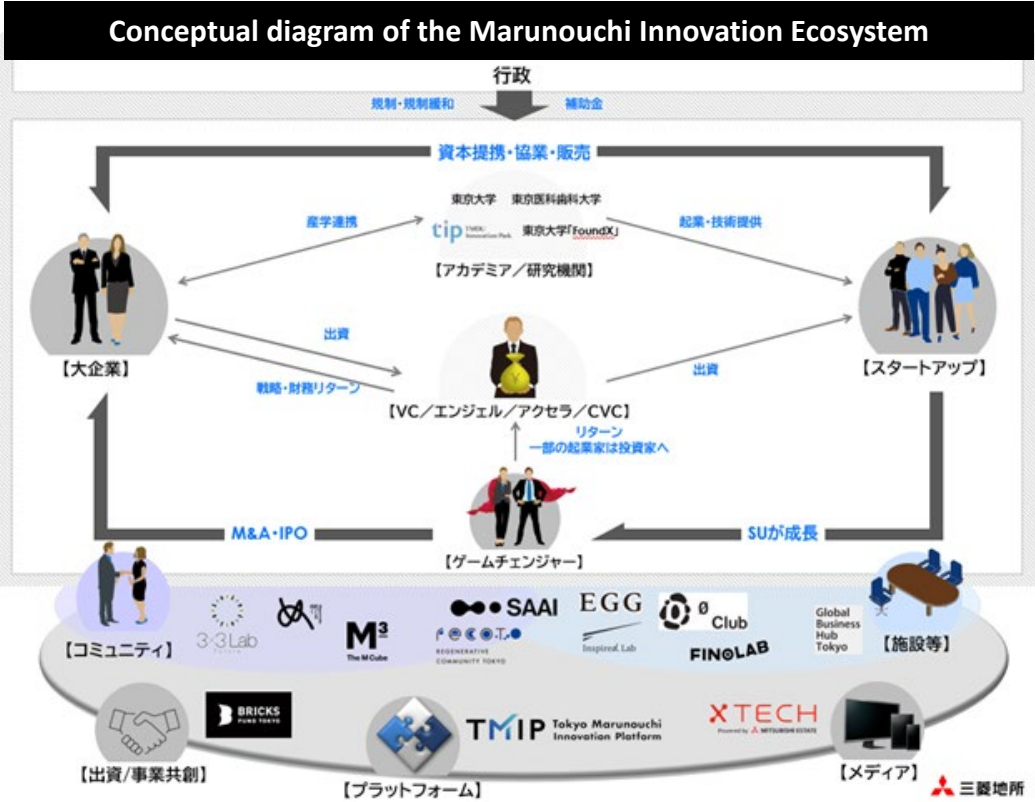 Conceptual diagram of the Marunouchi Innovation Ecosystem
行政
規制・規制緩和
補助金
資本提携・協業・販売
東京大学 東京医科歯科大学
産学連携
起業・技術提供
tip TMDU Innovation Park 東京大学「FoundX」
【アカデミア／研究機関】
出資
【大企業】
【スタートアップ】
出資
戦略・財務リターン
【VC／エンジェル／アクセラ／CVC】
リターン
一部の起業家は投資家へ
M&A・IPO
SUが成長
【ゲームチェンジャー】
【コミュニティ】
3×3Lab
Future
M³
The M Cube
SAAI
REGENERATIVE
COMMUNITY TOKYO
EGG
Inspired.Lab
0 Club
FINOLAB
Global
Business
Hub
Tokyo
【施設等】
BRICKS
FUND TOKYO
【出資/事業共創】
TMIP Tokyo Marunouchi
Innovation Platform
【プラットフォーム】
XTECH
Powered by MITSUBISHI ESTATE
【メディア】
三菱地所